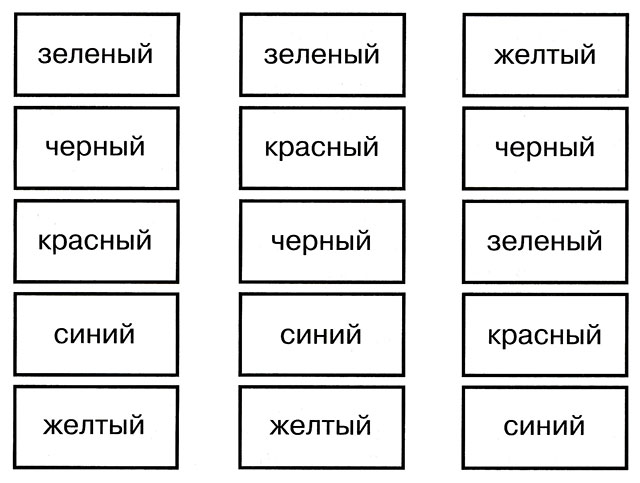 зеленый зеленый желтый
черный красный черный
красный черный зеленый
синий синий красный
желтый желтый синий